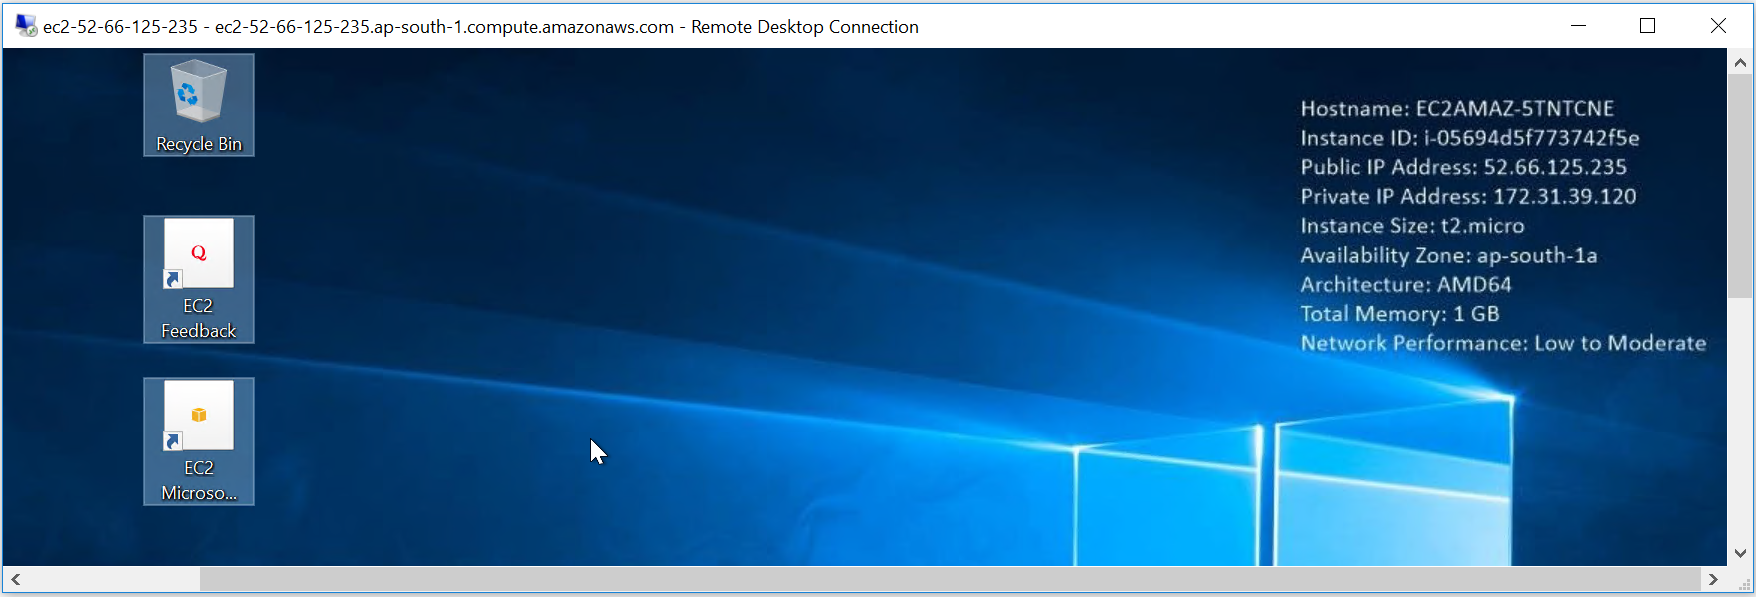 ec2-52-66-125-235 - ec2-52-66-125-235.ap-south-1.compute.amazonaws.com - Remote Desktop Connection
Recycle Bin
Q
EC2
Feedback
EC2
Microso...
Hostname: EC2AMAZ-5TNTCNE
Instance ID: i-05694d5f773742f5e
Public IP Address: 52.66.125.235
Private IP Address: 172.31.39.120
Instance Size: t2.micro
Availability Zone: ap-south-1a
Architecture: AMD64
Total Memory: 1 GB
Network Performance: Low to Moderate